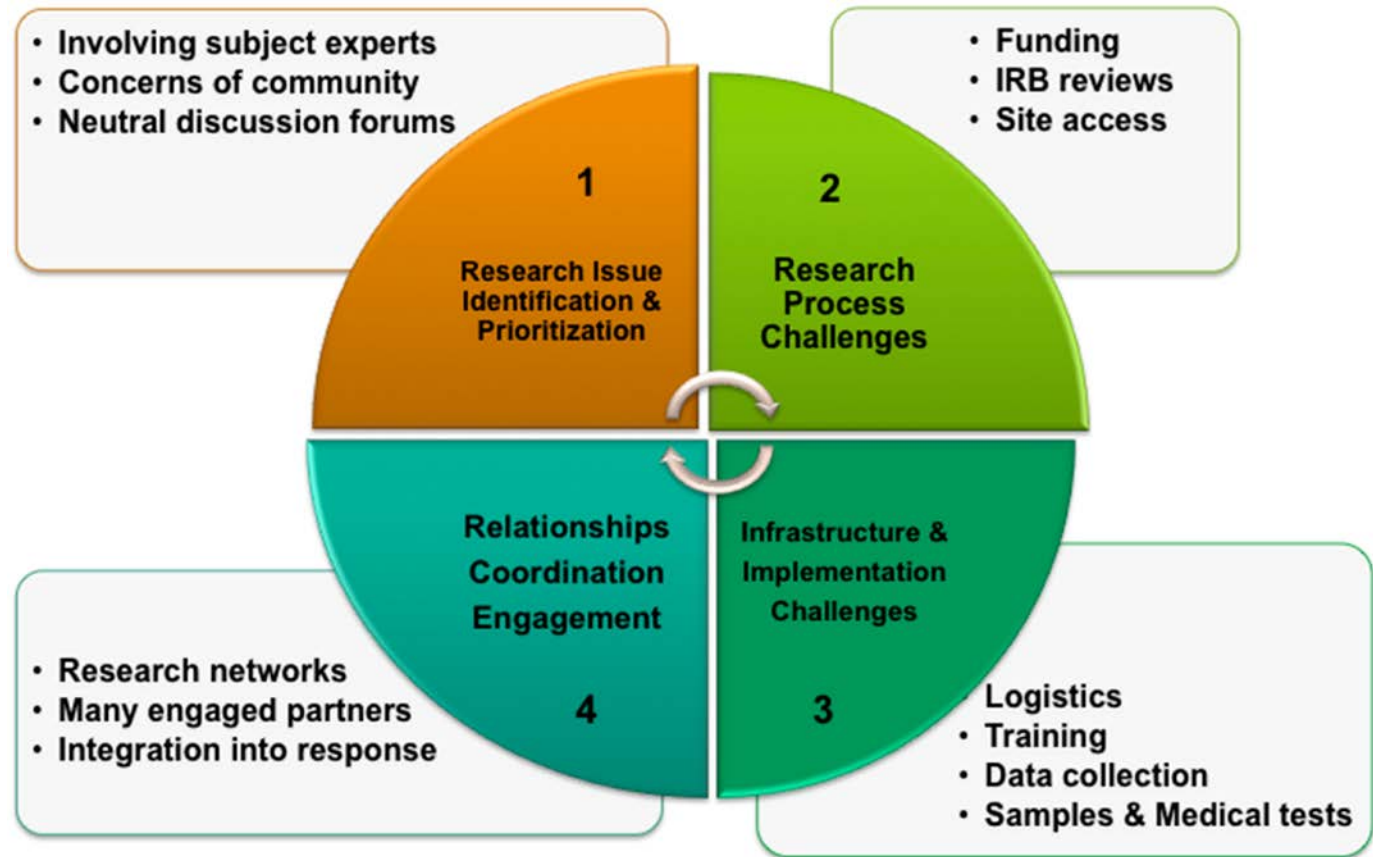 • Involving subject experts
• Concerns of community
• Neutral discussion forums
• Funding
• IRB reviews
• Site access
1
Research Issue
Identification &
Prioritization
2
Research
Process
Challenges
Relationships
Coordination
Engagement
4
Infrastructure &
Implementation
Challenges
3
• Research networks
• Many engaged partners
• Integration into response
• Logistics
• Training
• Data collection
• Samples & Medical tests